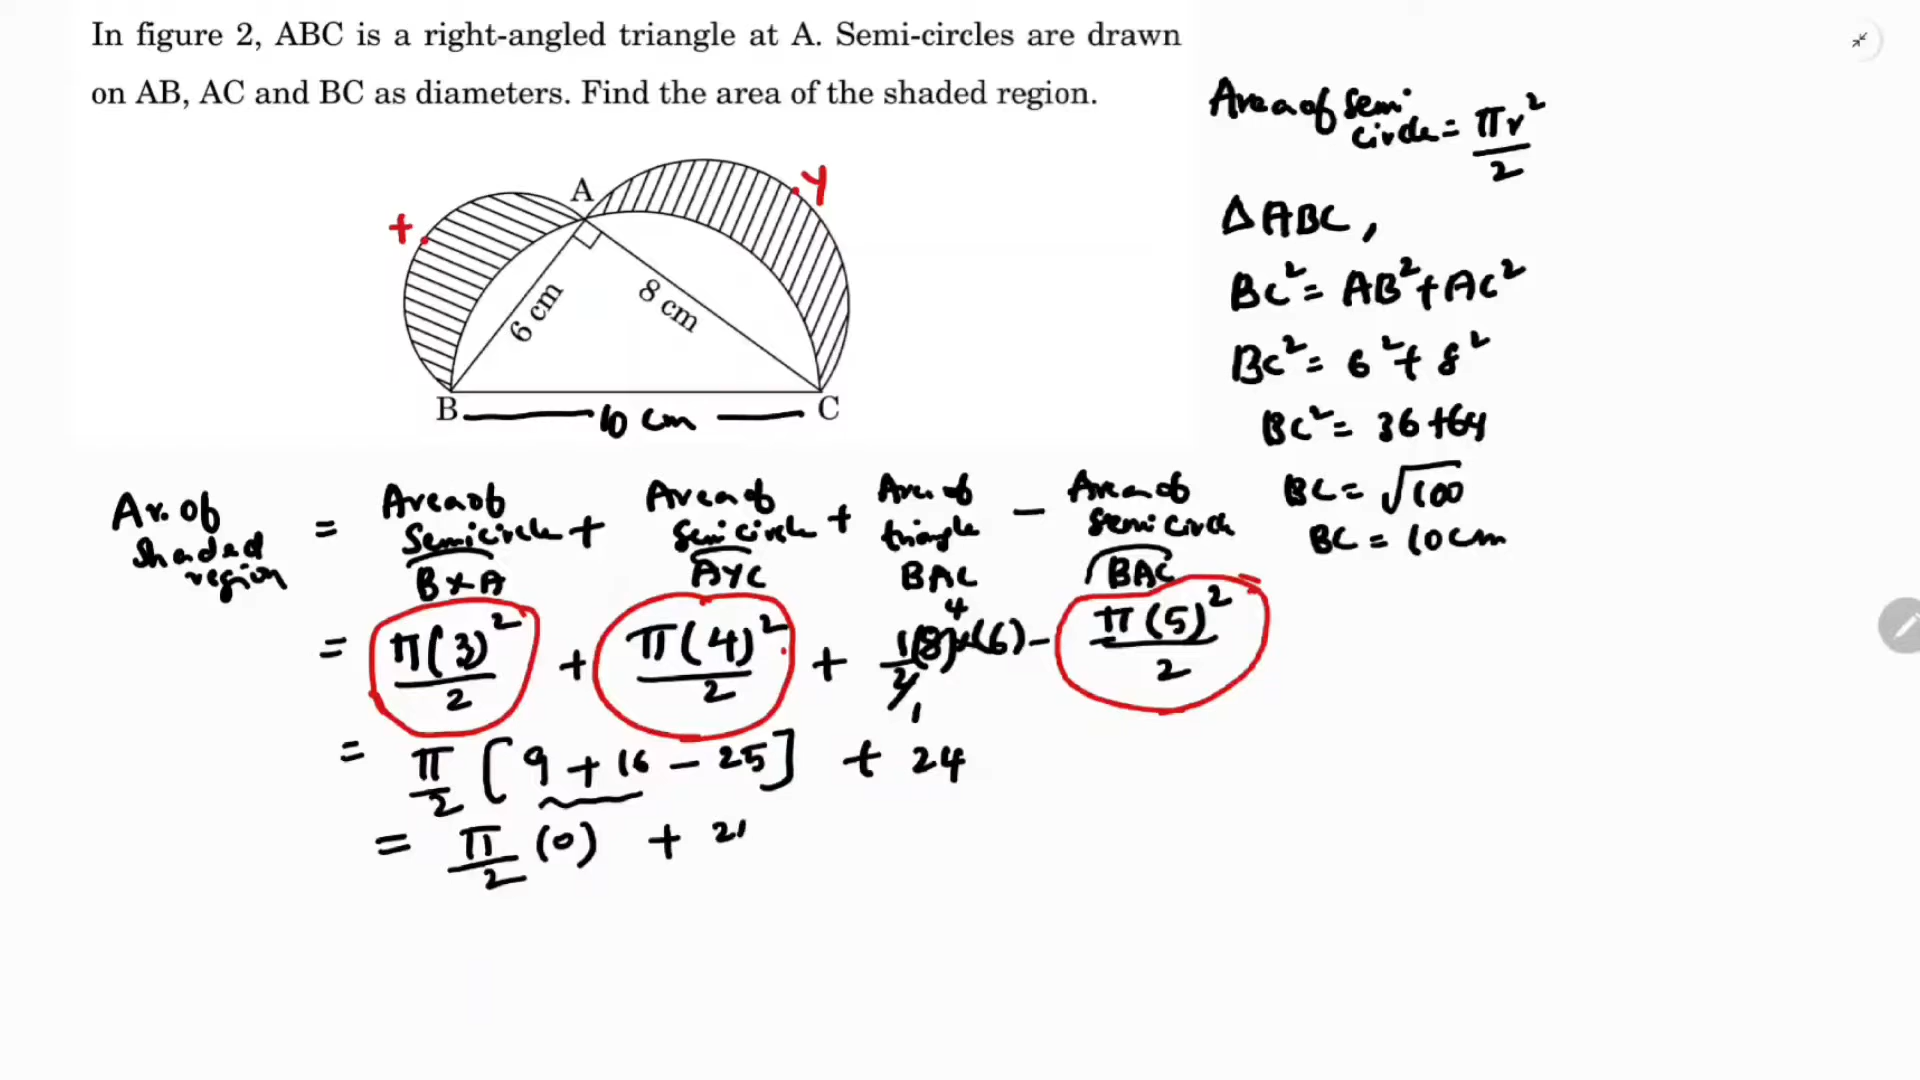 In figure 2, ABC is a right-angled triangle at A. Semi-circles are drawn
on AB, AC and BC as diameters. Find the area of the shaded region.
Area of semi circle = πr²/2
A
Y
+
6 cm
8 cm
B
10 cm
C
ΔABC,
BC² = AB² + AC²
BC² = 6² + 8²
BC² = 36+64
BC = √100
BC = 10cm
Ar. of shaded region = Area of Semicircle BXA + Area of Semicircle AYC + Area of triangle BAC − Area of Semi Circle BAC
= π(3)²/2 + π(4)²/2 + 1/2 (8)×(6) − π(5)²/2
4
1
= π/2 [9 + 16 − 25] + 24
= π/2 (0) + 2